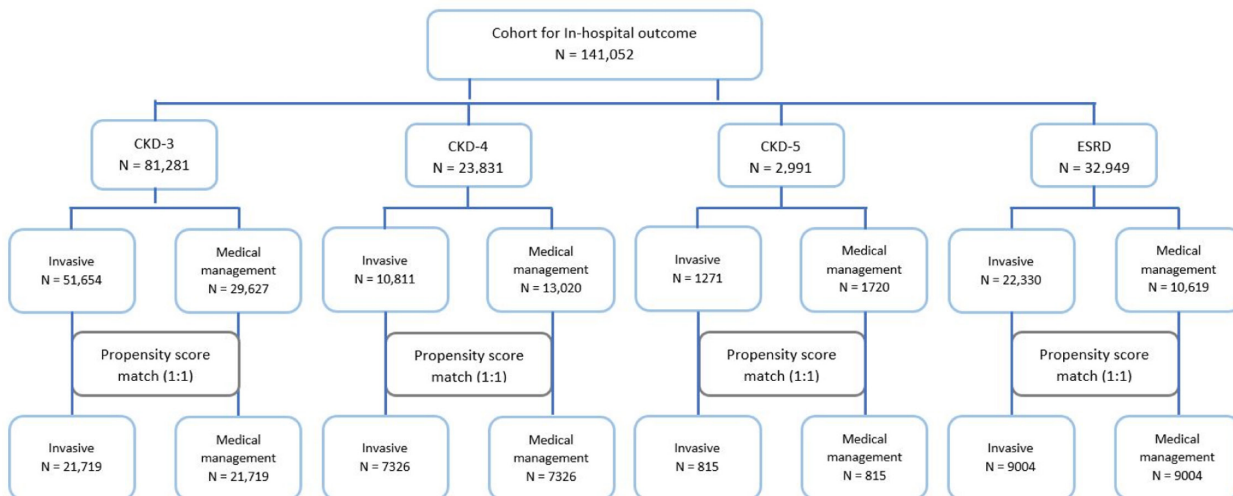 Cohort for In-hospital outcome
N = 141,052
CKD-3
N = 81,281
CKD-4
N = 23,831
CKD-5
N = 2,991
ESRD
N = 32,949
Invasive
N = 51,654
Medical
management
N = 29,627
Invasive
N = 10,811
Medical
management
N = 13,020
Invasive
N = 1271
Medical
management
N = 1720
Invasive
N = 22,330
Medical
management
N = 10,619
Propensity score
match (1:1)
Propensity score
match (1:1)
Propensity score
match (1:1)
Propensity score
match (1:1)
Invasive
N = 21,719
Medical
management
N = 21,719
Invasive
N = 7326
Medical
management
N = 7326
Invasive
N = 815
Medical
management
N = 815
Invasive
N = 9004
Medical
management
N = 9004